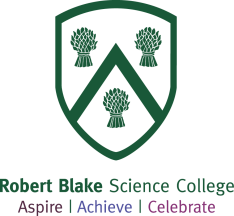 Robert Blake Science College
Aspire | Achieve | Celebrate